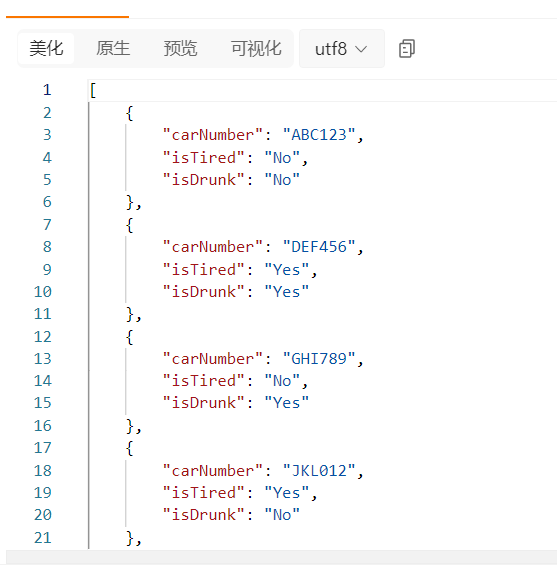 美化 原生 预览 可视化 utf8
1 [
2 {
3 "carNumber": "ABC123",
4 "isTired": "No",
5 "isDrunk": "No"
6 },
7 {
8 "carNumber": "DEF456",
9 "isTired": "Yes",
10 "isDrunk": "Yes"
11 },
12 {
13 "carNumber": "GHI789",
14 "isTired": "No",
15 "isDrunk": "Yes"
16 },
17 {
18 "carNumber": "JKL012",
19 "isTired": "Yes",
20 "isDrunk": "No"
21 },